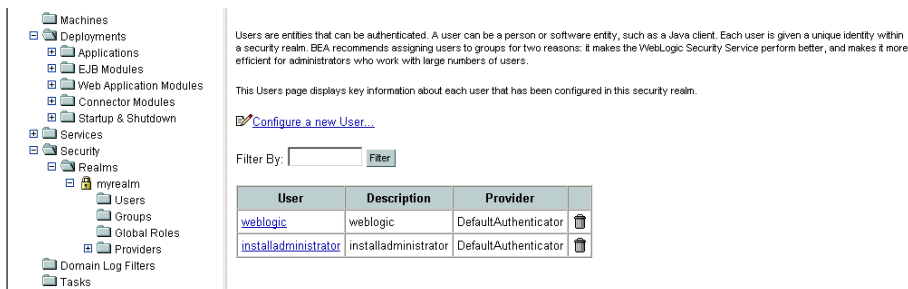 Machines
Deployments
Applications
EJB Modules
Web Application Modules
Connector Modules
Startup & Shutdown
Services
Security
Realms
myrealm
Users
Groups
Global Roles
Providers
Domain Log Filters
Tasks
Users are entities that can be authenticated. A user can be a person or software entity, such as a Java client. Each user is given a unique identity within
a security realm. BEA recommends assigning users to groups for two reasons: it makes the WebLogic Security Service perform better, and makes it more
efficient for administrators who work with large numbers of users.
This Users page displays key information about each user that has been configured in this security realm.
Configure a new User...
Filter By: Filter
User Description Provider
weblogic weblogic DefaultAuthenticator
installadministrator installadministrator DefaultAuthenticator